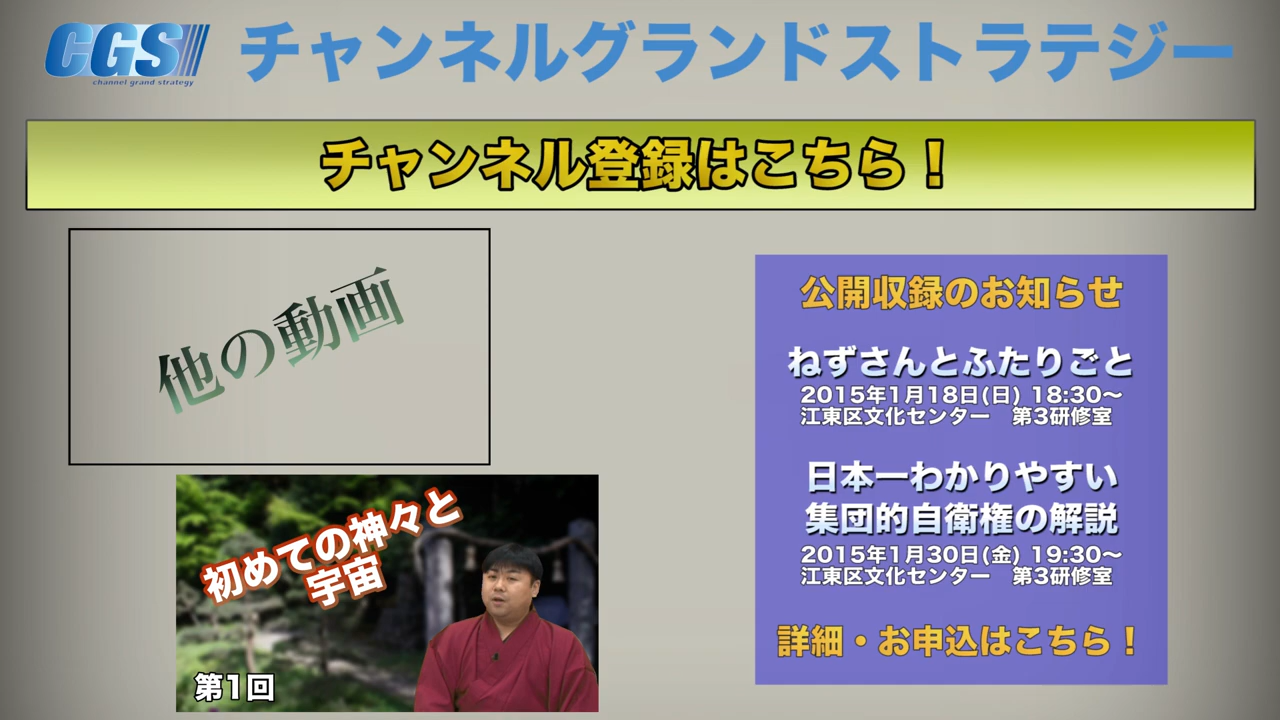 CGS
channel grand strategy
チャンネルグランドストラテジー
チャンネル登録はこちら！
他の動画
初めての神々と
宇宙
第1回
公開収録のお知らせ
ねずさんとふたりごと
2015年1月18日(日) 18:30〜
江東区文化センター　第3研修室
日本一わかりやすい
集団的自衛権の解説
2015年1月30日(金) 19:30〜
江東区文化センター　第3研修室
詳細・お申込はこちら！